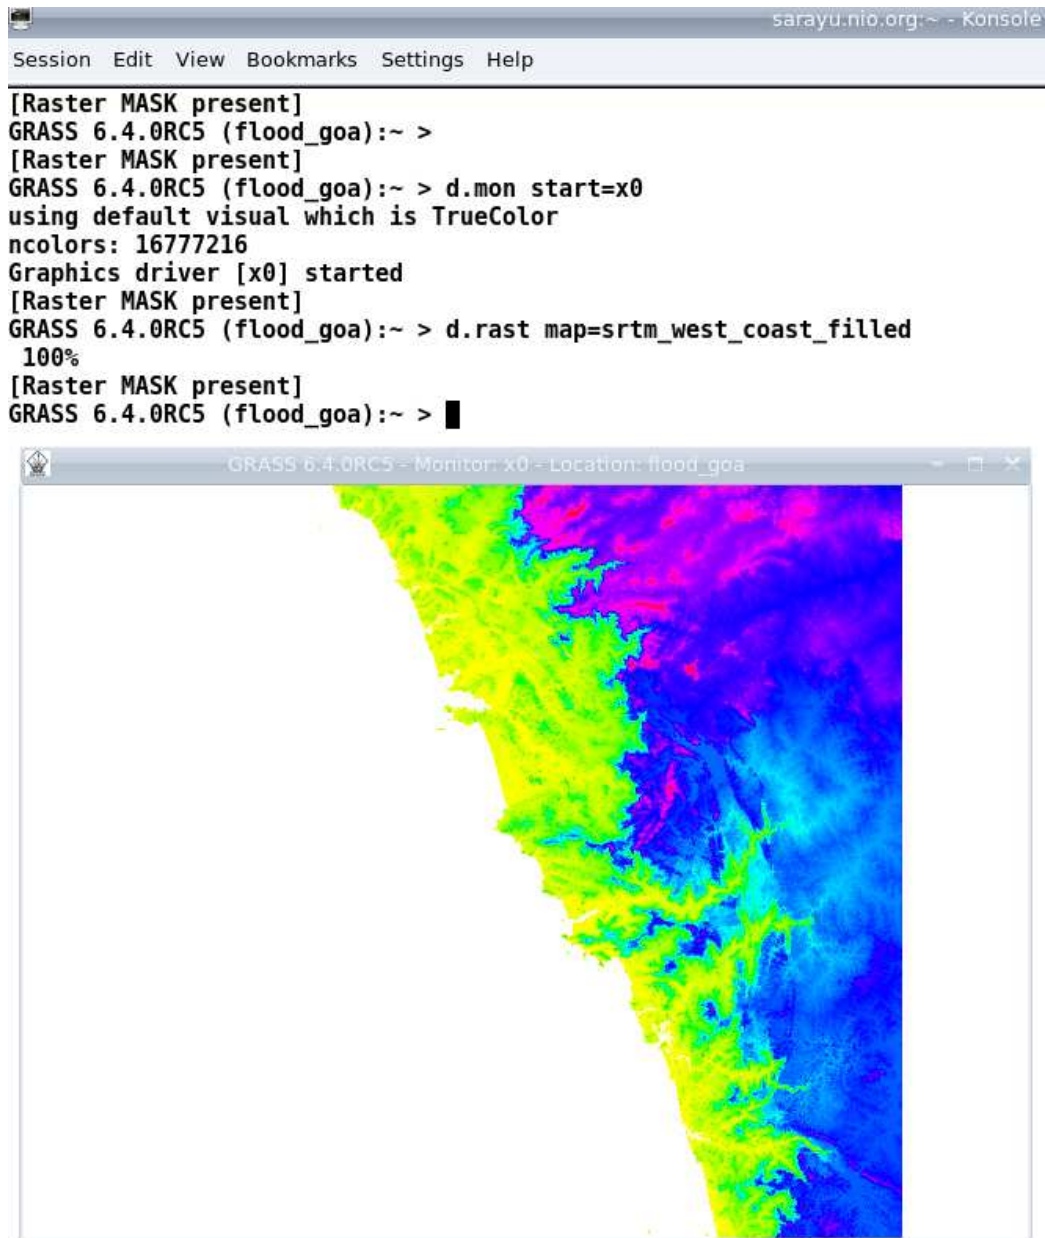 sarayu.nio.org:~ - Konsole
Session Edit View Bookmarks Settings Help
[Raster MASK present]
GRASS 6.4.0RC5 (flood_goa):~ >
[Raster MASK present]
GRASS 6.4.0RC5 (flood_goa):~ > d.mon start=x0
using default visual which is TrueColor
ncolors: 16777216
Graphics driver [x0] started
[Raster MASK present]
GRASS 6.4.0RC5 (flood_goa):~ > d.rast map=srtm_west_coast_filled
100%
[Raster MASK present]
GRASS 6.4.0RC5 (flood_goa):~ >
GRASS 6.4.0RC5 - Monitor: x0 - Location: flood_goa